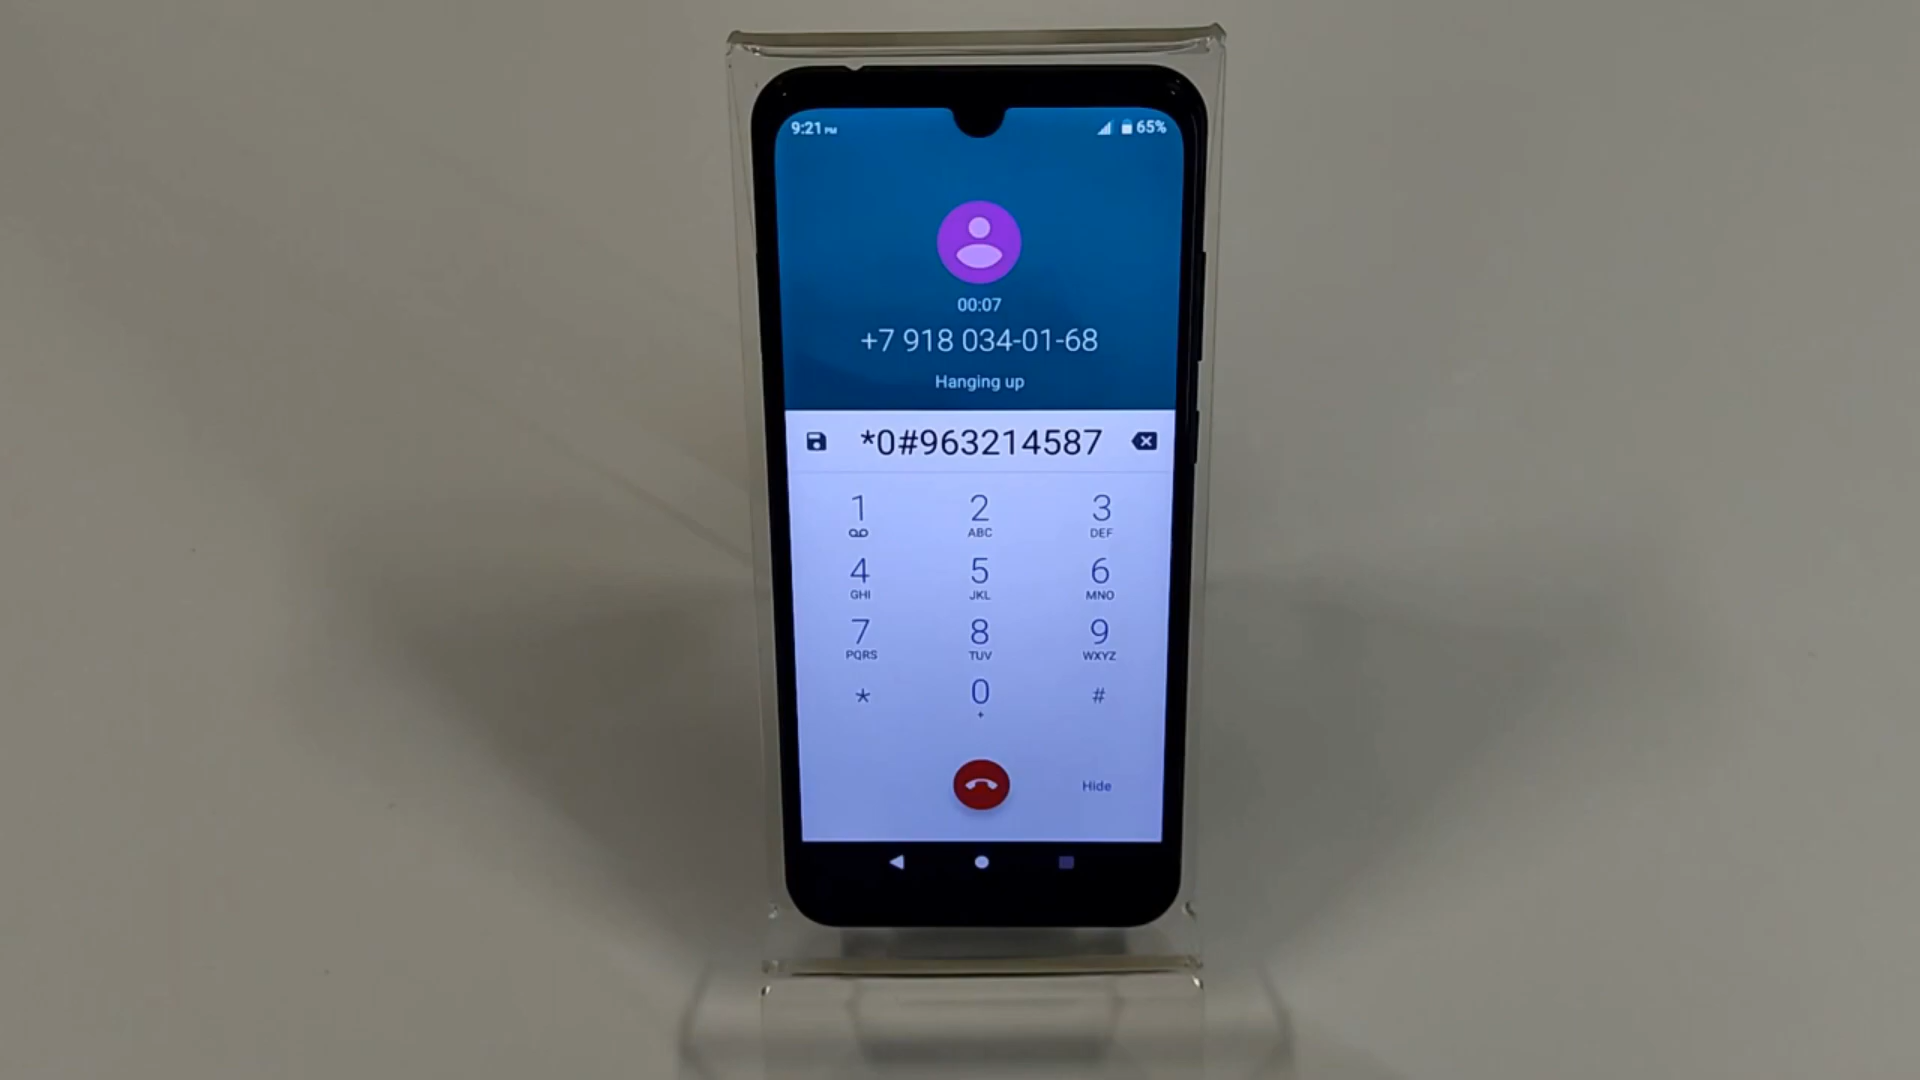 9:21 PM 65%
00:07
+7 918 034-01-68
Hanging up
*0#963214587
1 2 3
ABC DEF
4 5 6
GHI JKL MNO
7 8 9
PQRS TUV WXYZ
* 0 #
+
Hide